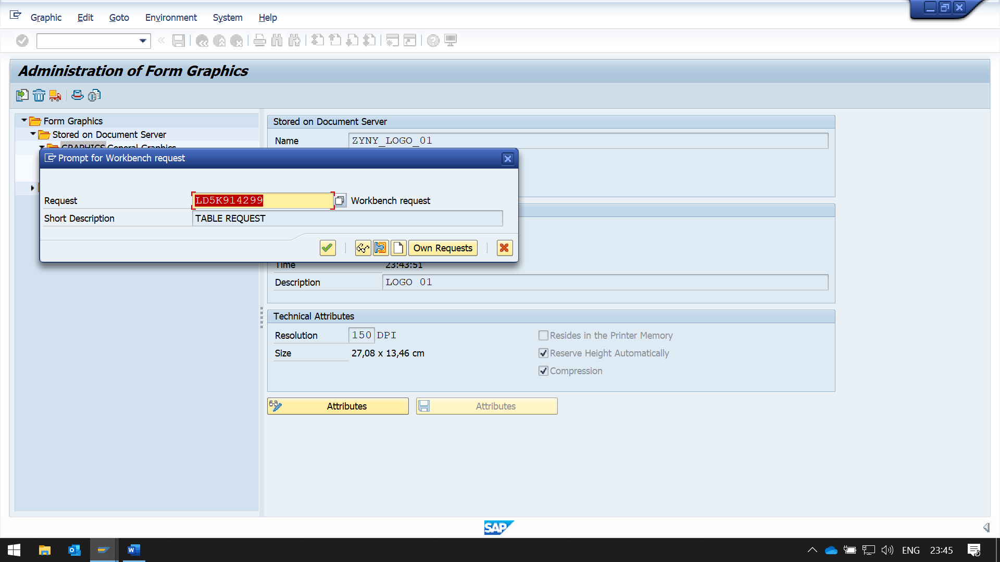 Graphic Edit Goto Environment System Help
Administration of Form Graphics
Form Graphics
Stored on Document Server
GRAPHICS General Graphics
Stored on Document Server
Name ZYNY_LOGO_01
Prompt for Workbench request
Request LD5K914299 Workbench request
Short Description TABLE REQUEST
Own Requests
Time 23:43:51
Description LOGO 01
Technical Attributes
Resolution 150 DPI Resides in the Printer Memory
Size 27,08 x 13,46 cm Reserve Height Automatically
Compression
Attributes Attributes
SAP
ENG 23:45